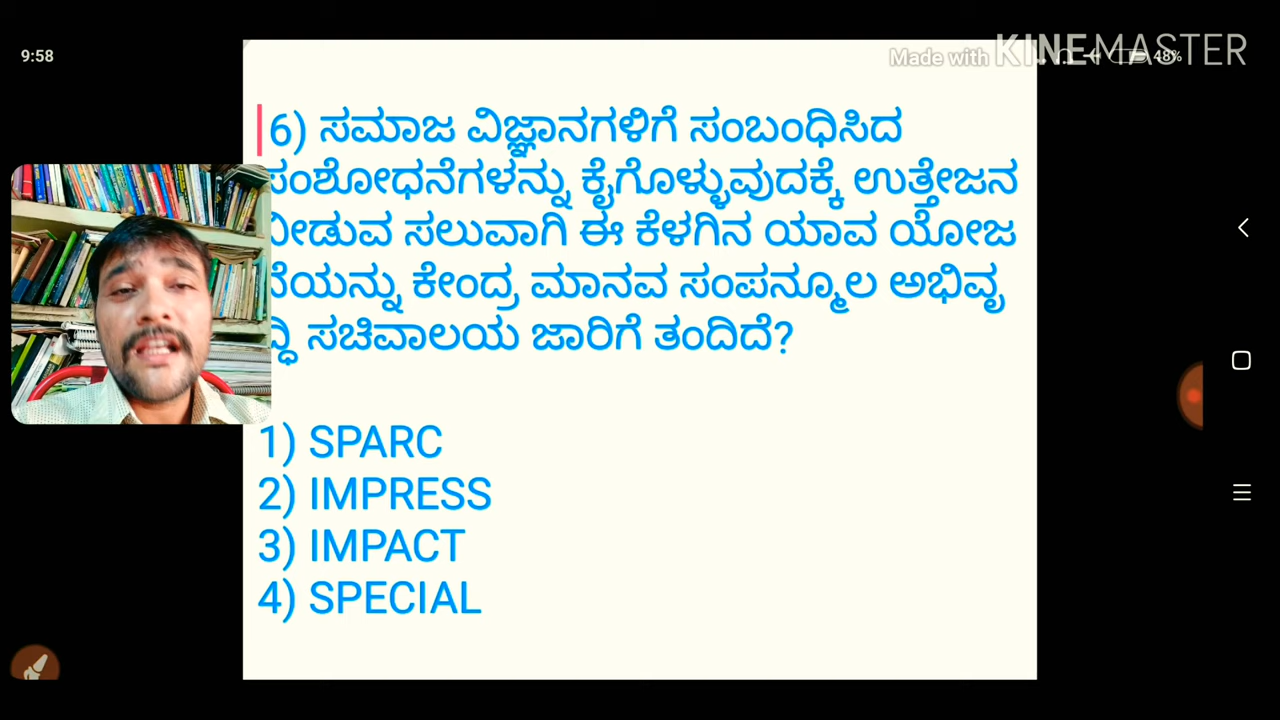 9:58
Made with KINEMASTER
48%
6) ಸಮಾಜ ವಿಜ್ಞಾನಗಳಿಗೆ ಸಂಬಂಧಿಸಿದ
ಸಂಶೋಧನೆಗಳನ್ನು ಕೈಗೊಳ್ಳುವುದಕ್ಕೆ ಉತ್ತೇಜನ
ನೀಡುವ ಸಲುವಾಗಿ ಈ ಕೆಳಗಿನ ಯಾವ ಯೋಜ
ನೆಯನ್ನು ಕೇಂದ್ರ ಮಾನವ ಸಂಪನ್ಮೂಲ ಅಭಿವೃ
ದ್ಧಿ ಸಚಿವಾಲಯ ಜಾರಿಗೆ ತಂದಿದೆ?
1) SPARC
2) IMPRESS
3) IMPACT
4) SPECIAL